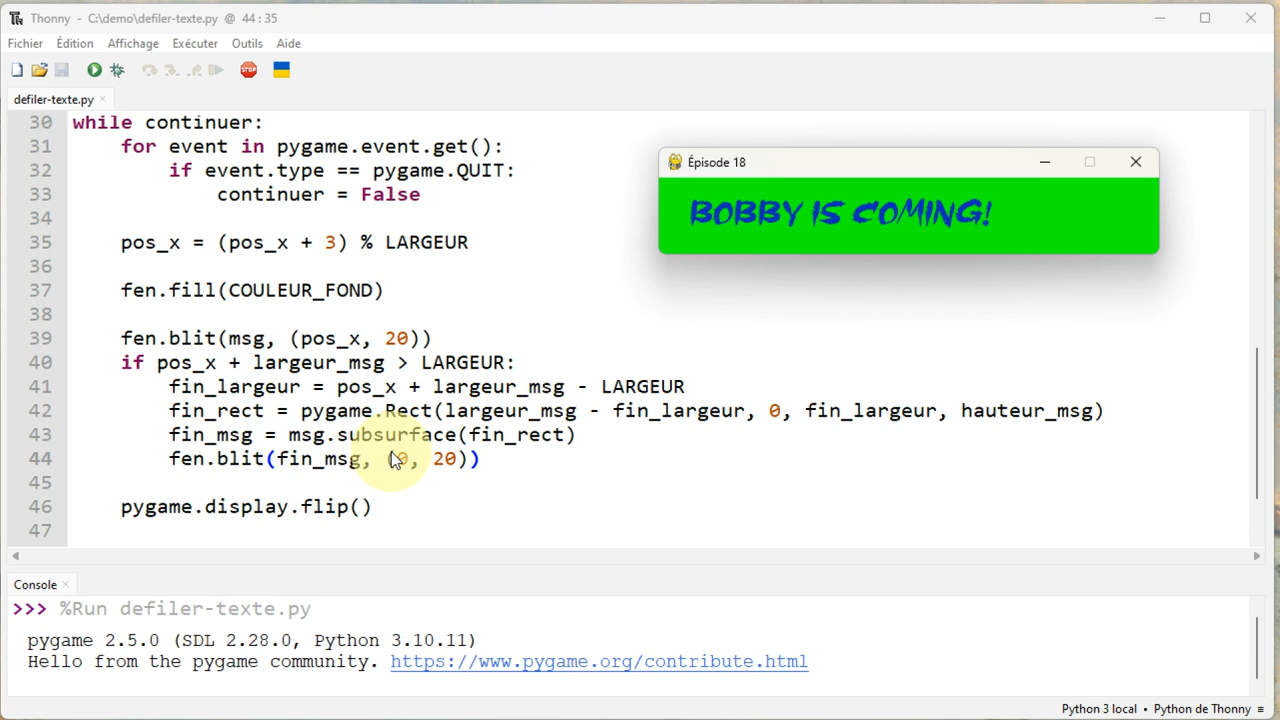 Thonny - C:\demo\defiler-texte.py @ 44:35
Fichier Édition Affichage Exécuter Outils Aide
STOP
defiler-texte.py
30 while continuer:
31 for event in pygame.event.get():
32 if event.type == pygame.QUIT:
33 continuer = False
34
35 pos_x = (pos_x + 3) % LARGEUR
36
37 fen.fill(COULEUR_FOND)
38
39 fen.blit(msg, (pos_x, 20))
40 if pos_x + largeur_msg > LARGEUR:
41 fin_largeur = pos_x + largeur_msg - LARGEUR
42 fin_rect = pygame.Rect(largeur_msg - fin_largeur, 0, fin_largeur, hauteur_msg)
43 fin_msg = msg.subsurface(fin_rect)
44 fen.blit(fin_msg, (0, 20))
45
46 pygame.display.flip()
47
Épisode 18
BOBBY IS COMING!
Console
>>> %Run defiler-texte.py
pygame 2.5.0 (SDL 2.28.0, Python 3.10.11)
Hello from the pygame community. https://www.pygame.org/contribute.html
Python 3 local • Python de Thonny ≡